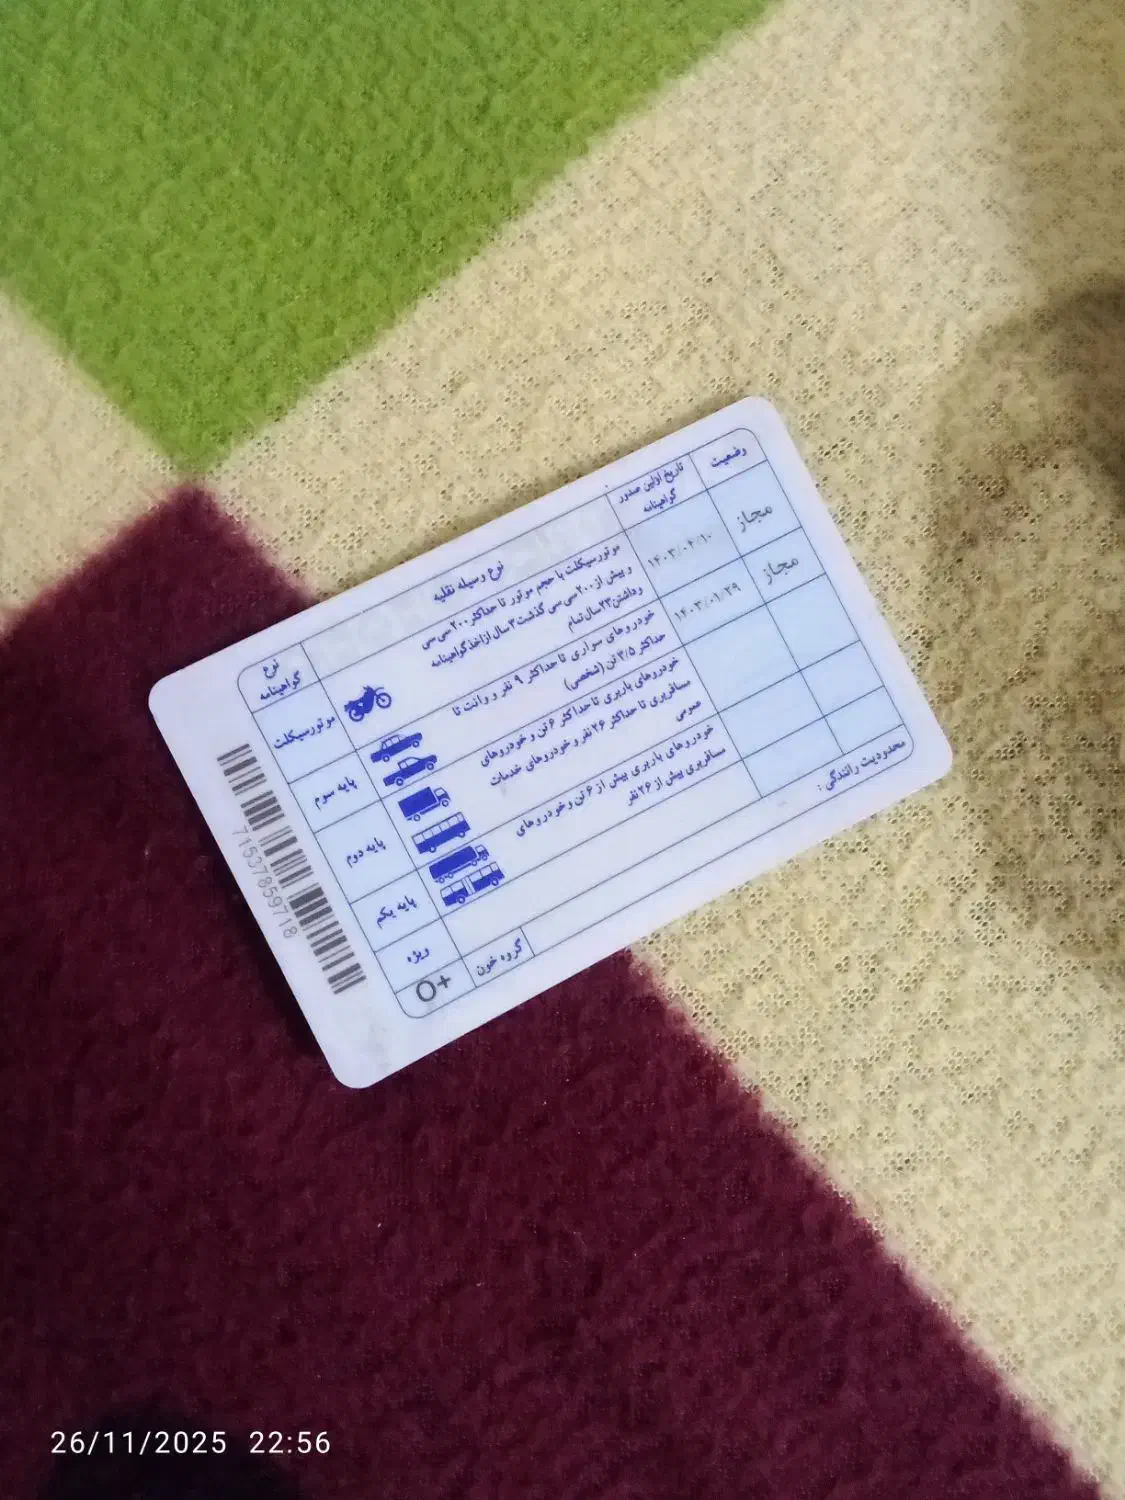 وضعیت
تاریخ اولین صدور
گواهینامه
نوع وسیله نقلیه
نوع
گواهینامه
مجاز
۱۴۰۳/۰۲/۱۰
موتورسیکلت با حجم موتور تا حداکثر ۲۰۰ سی سی
و بیش از ۲۰۰ سی سی گذشت ۳ سال از اخذ گواهینامه
و داشتن ۲۳ سال تمام
موتورسیکلت
مجاز
۱۴۰۳/۰۱/۲۹
خودروهای سواری تا حداکثر ۹ نفر و وانت تا
حداکثر ۳/۵ تن (شخصی)
پایه سوم
خودروهای باربری تا حداکثر ۶ تن و خودروهای
مسافربری تا حداکثر ۲۶ نفر و خودروهای خدمات
عمومی
پایه دوم
خودروهای باربری بیش از ۶ تن و خودروهای
مسافربری بیش از ۲۶ نفر
پایه یکم
ویژه
محدودیت رانندگی :
گروه خون
O+
71537859718
26/11/2025 22:56